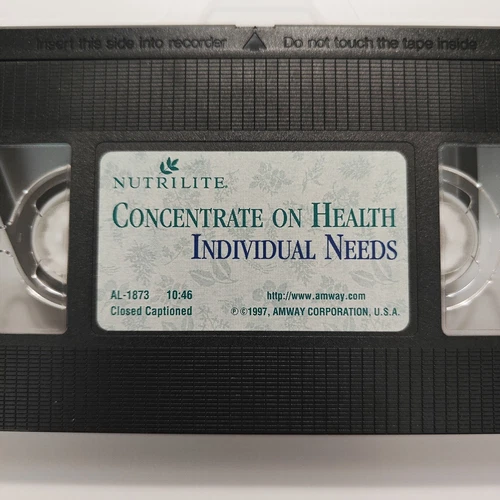 Insert this side into recorder Do not touch the tape inside
NUTRILITE.
CONCENTRATE ON HEALTH
INDIVIDUAL NEEDS
AL-1873 10:46 http://www.amway.com
Closed Captioned ℗ ©1997, AMWAY CORPORATION, U.S.A.